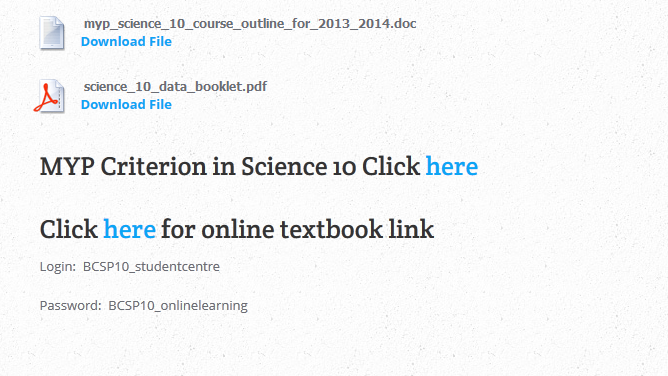 myp_science_10_course_outline_for_2013_2014.doc
Download File
science_10_data_booklet.pdf
Download File
MYP Criterion in Science 10 Click here
Click here for online textbook link
Login: BCSP10_studentcentre
Password: BCSP10_onlinelearning